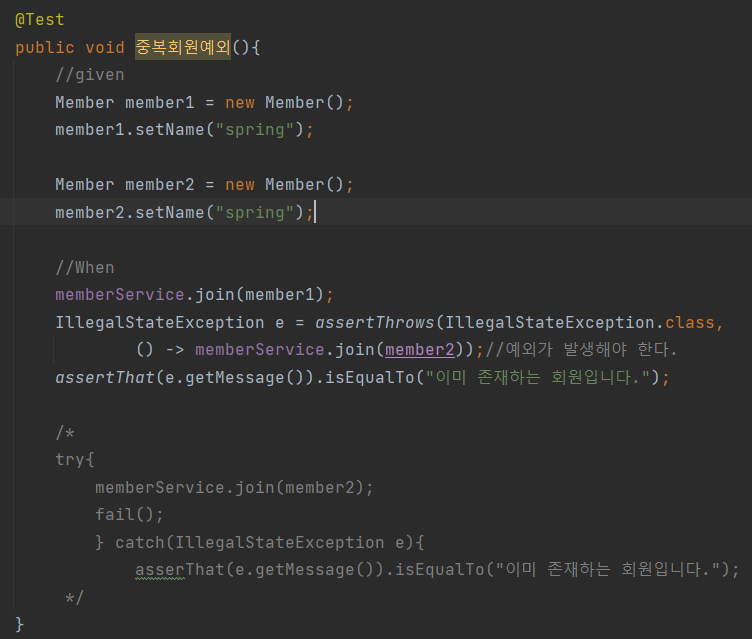 @Test
public void 중복회원예외(){
//given
Member member1 = new Member();
member1.setName("spring");
Member member2 = new Member();
member2.setName("spring");
//When
memberService.join(member1);
IllegalStateException e = assertThrows(IllegalStateException.class,
() -> memberService.join(member2));//예외가 발생해야 한다.
assertThat(e.getMessage()).isEqualTo("이미 존재하는 회원입니다.");
/*
try{
memberService.join(member2);
fail();
} catch(IllegalStateException e){
asserThat(e.getMessage()).isEqualTo("이미 존재하는 회원입니다.");
*/
}